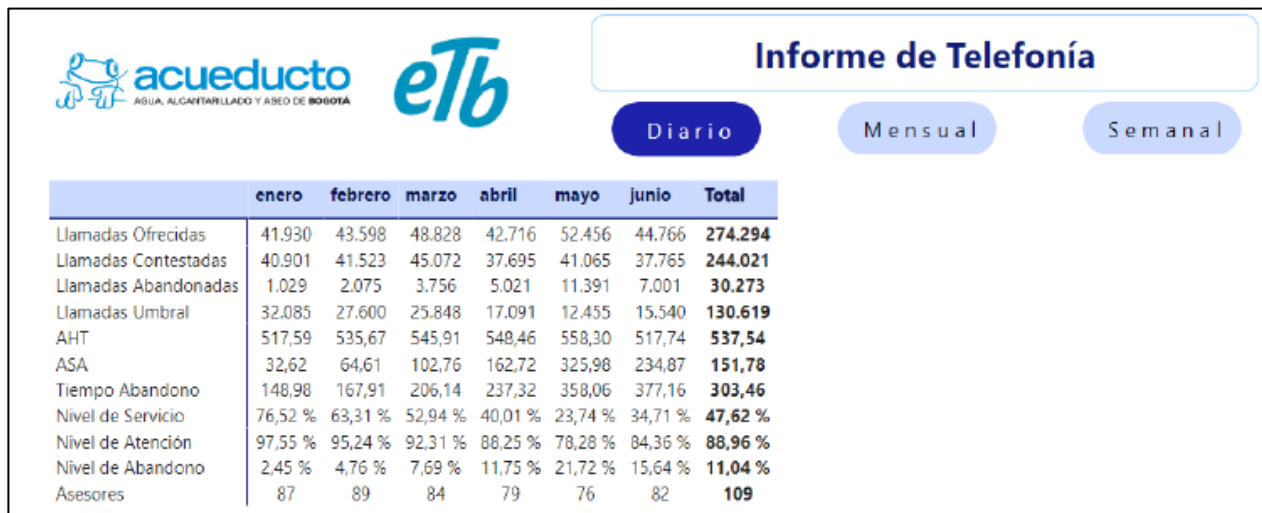 acueducto
AGUA, ALCANTARILLADO Y ASEO DE BOGOTÁ
eTb
Informe de Telefonía
Diario Mensual Semanal
enero febrero marzo abril mayo junio Total
Llamadas Ofrecidas 41.930 43.598 48.828 42.716 52.456 44.766 274.294
Llamadas Contestadas 40.901 41.523 45.072 37.695 41.065 37.765 244.021
Llamadas Abandonadas 1.029 2.075 3.756 5.021 11.391 7.001 30.273
Llamadas Umbral 32.085 27.600 25.848 17.091 12.455 15.540 130.619
AHT 517,59 535,67 545,91 548,46 558,30 517,74 537,54
ASA 32,62 64,61 102,76 162,72 325,98 234,87 151,78
Tiempo Abandono 148,98 167,91 206,14 237,32 358,06 377,16 303,46
Nivel de Servicio 76,52 % 63,31 % 52,94 % 40,01 % 23,74 % 34,71 % 47,62 %
Nivel de Atención 97,55 % 95,24 % 92,31 % 88,25 % 78,28 % 84,36 % 88,96 %
Nivel de Abandono 2,45 % 4,76 % 7,69 % 11,75 % 21,72 % 15,64 % 11,04 %
Asesores 87 89 84 79 76 82 109